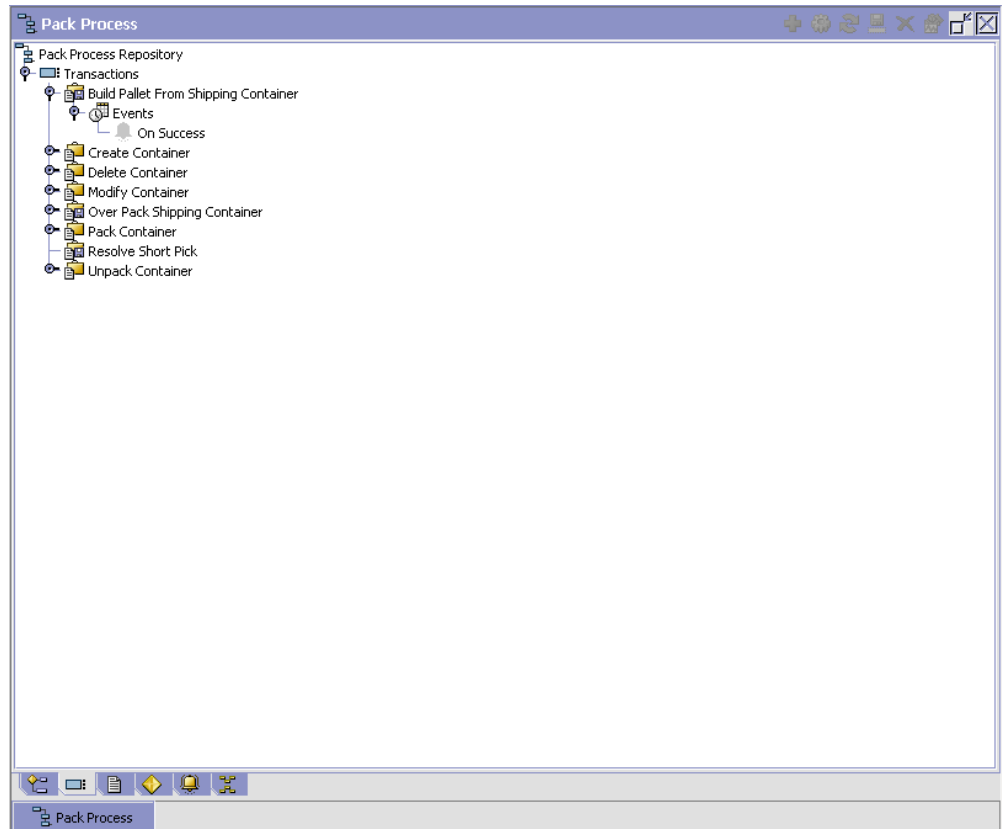 Pack Process
Pack Process Repository
Transactions
Build Pallet From Shipping Container
Events
On Success
Create Container
Delete Container
Modify Container
Over Pack Shipping Container
Pack Container
Resolve Short Pick
Unpack Container
Pack Process